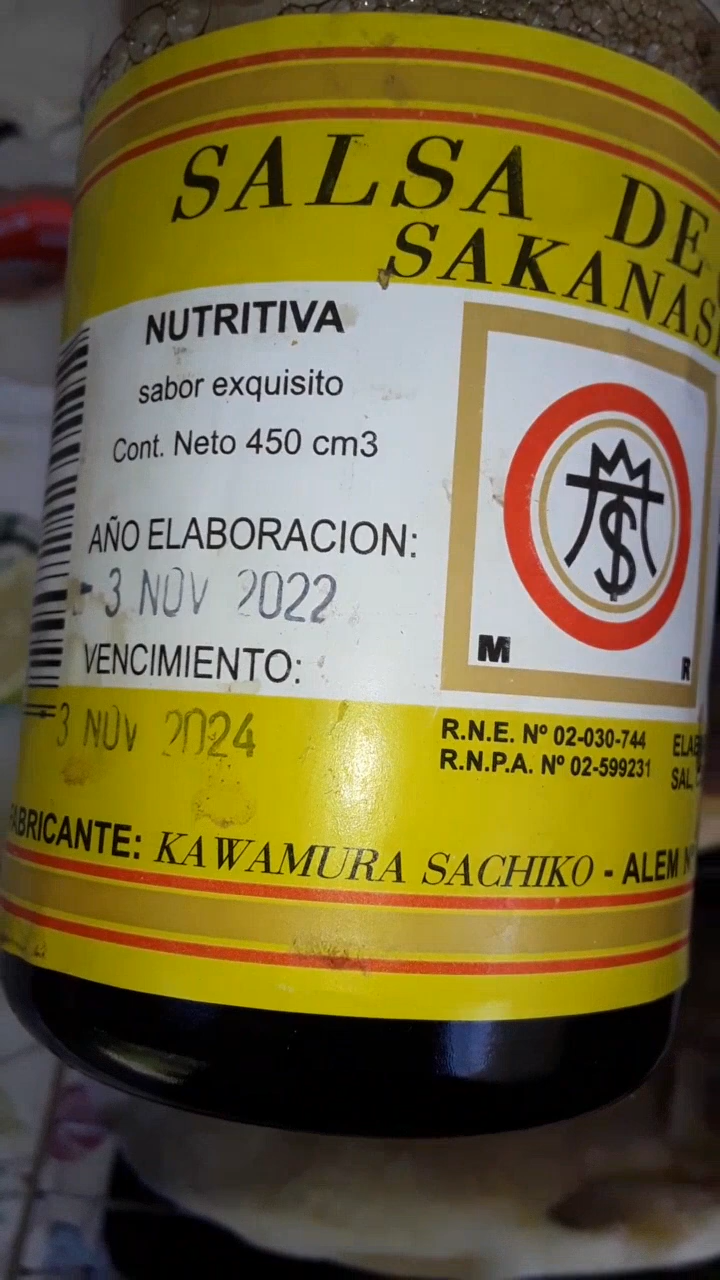 SALSA DE
NUTRITIVA
sabor exquisito
Cont. Neto 450 cm3
AÑO ELABORACION:
- 3 NOV 2022
VENCIMIENTO:
3 NOV 2024
M
R
R.N.E. Nº 02-030-744
R.N.P.A. Nº 02-599231
FABRICANTE: KAWAMURA SACHIKO - ALEM